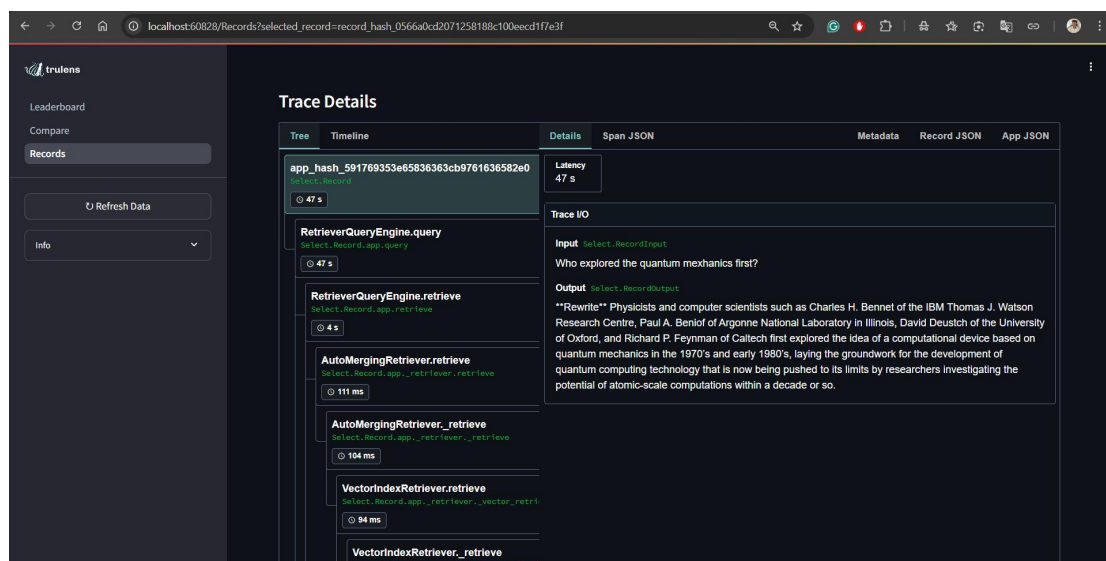 localhost:60828/Records?selected_record=record_hash_0566a0cd2071258188c100eecd1f7e3f
trulens
Leaderboard
Compare
Records
Refresh Data
Info
Trace Details
Tree Timeline
Details Span JSON Metadata Record JSON App JSON
app_hash_591769353e65836363cb9761636582e0
Select.Record
47 s
RetrieverQueryEngine.query
Select.Record.app.query
47 s
RetrieverQueryEngine.retrieve
Select.Record.app.retrieve
4 s
AutoMergingRetriever.retrieve
Select.Record.app._retriever.retrieve
111 ms
AutoMergingRetriever._retrieve
Select.Record.app._retriever._retrieve
104 ms
VectorIndexRetriever.retrieve
Select.Record.app._retriever._vector_retri
94 ms
VectorIndexRetriever._retrieve
Latency
47 s
Trace I/O
Input Select.RecordInput
Who explored the quantum mexhanics first?
Output Select.RecordOutput
**Rewrite** Physicists and computer scientists such as Charles H. Bennet of the IBM Thomas J. Watson
Research Centre, Paul A. Beniof of Argonne National Laboratory in Illinois, David Deustch of the University
of Oxford, and Richard P. Feynman of Caltech first explored the idea of a computational device based on
quantum mechanics in the 1970's and early 1980's, laying the groundwork for the development of
quantum computing technology that is now being pushed to its limits by researchers investigating the
potential of atomic-scale computations within a decade or so.